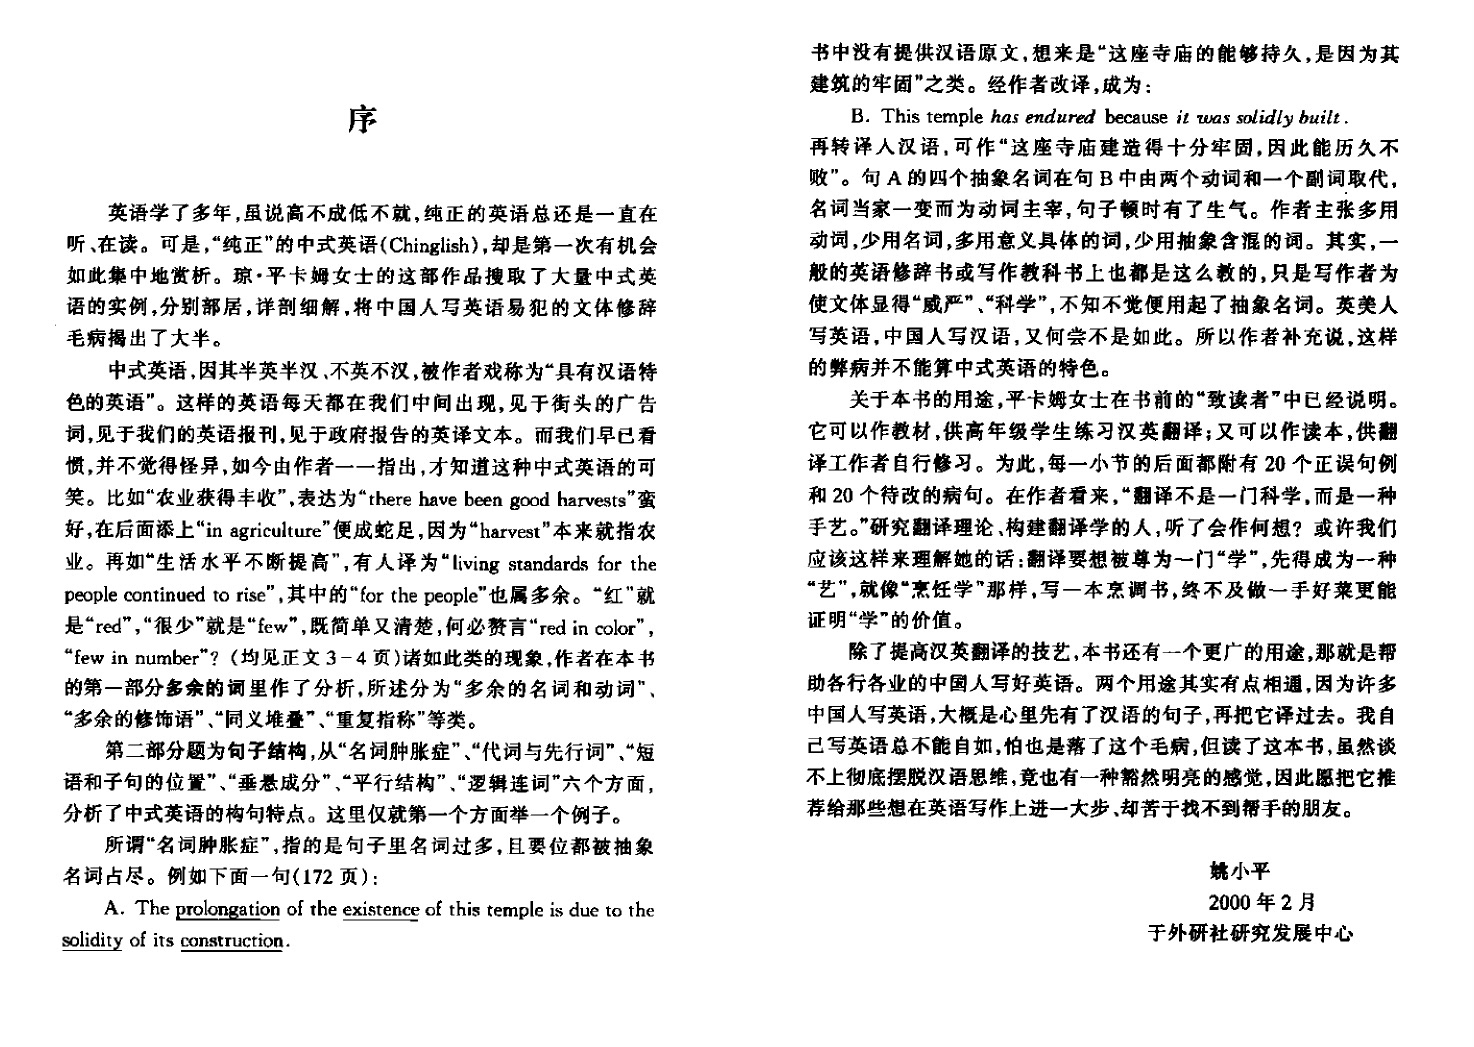 序
英语学了多年,虽说高不成低不就,纯正的英语总还是一直在
听、在读。可是,“纯正”的中式英语(Chinglish),却是第一次有机会
如此集中地赏析。琼·平卡姆女士的这部作品搜取了大量中式英
语的实例,分别部居,详剖细解,将中国人写英语易犯的文体修辞
毛病揭出了大半。
中式英语,因其半英半汉、不英不汉,被作者戏称为“具有汉语特
色的英语”。这样的英语每天都在我们中间出现,见于街头的广告
词,见于我们的英语报刊,见于政府报告的英译文本。而我们早已看
惯,并不觉得怪异,如今由作者一一指出,才知道这种中式英语的可
笑。比如“农业获得丰收”,表达为“there have been good harvests”蛮
好,在后面添上“in agriculture”便成蛇足,因为“harvest”本来就指农
业。再如“生活水平不断提高”,有人译为“living standards for the
people continued to rise”,其中的“for the people”也属多余。“红”就
是“red”,“很少”就是“few”,既简单又清楚,何必赘言“red in color”,
“few in number”? (均见正文 3-4 页)诸如此类的现象,作者在本书
的第一部分多余的词里作了分析,所述分为“多余的名词和动词”、
“多余的修饰语”、“同义堆叠”、“重复指称”等类。
第二部分题为句子结构,从“名词肿胀症”、“代词与先行词”、“短
语和子句的位置”、“垂悬成分”、“平行结构”、“逻辑连词”六个方面,
分析了中式英语的构句特点。这里仅就第一个方面举一个例子。
所谓“名词肿胀症”,指的是句子里名词过多,且要位都被抽象
名词占尽。例如下面一句(172 页):
A. The prolongation of the existence of this temple is due to the
solidity of its construction.
书中没有提供汉语原文,想来是“这座寺庙的能够持久,是因为其
建筑的牢固”之类。经作者改译,成为:
B. This temple has endured because it was solidly built.
再转译人汉语,可作“这座寺庙建造得十分牢固,因此能历久不
败”。句 A 的四个抽象名词在句 B 中由两个动词和一个副词取代,
名词当家一变而为动词主宰,句子顿时有了生气。作者主张多用
动词,少用名词,多用意义具体的词,少用抽象含混的词。其实,一
般的英语修辞书或写作教科书上也都是这么教的,只是写作者为
使文体显得“威严”、“科学”,不知不觉便用起了抽象名词。英美人
写英语,中国人写汉语,又何尝不是如此。所以作者补充说,这样
的弊病并不能算中式英语的特色。
关于本书的用途,平卡姆女士在书前的“致读者”中已经说明。
它可以作教材,供高年级学生练习汉英翻译;又可以作读本,供翻
译工作者自行修习。为此,每一小节的后面都附有 20 个正误句例
和 20 个待改的病句。在作者看来,“翻译不是一门科学,而是一种
手艺。”研究翻译理论、构建翻译学的人,听了会作何想? 或许我们
应该这样来理解她的话:翻译要想被尊为一门“学”,先得成为一种
“艺”,就像“烹饪学”那样,写一本烹调书,终不及做一手好菜更能
证明“学”的价值。
除了提高汉英翻译的技艺,本书还有一个更广的用途,那就是帮
助各行各业的中国人写好英语。两个用途其实有点相通,因为许多
中国人写英语,大概是心里先有了汉语的句子,再把它译过去。我自
己写英语总不能自如,怕也是落了这个毛病,但读了这本书,虽然谈
不上彻底摆脱汉语思维,竟也有一种豁然明亮的感觉,因此愿把它推
荐给那些想在英语写作上进一大步、却苦于找不到帮手的朋友。
姚小平
2000 年 2 月
于外研社研究发展中心